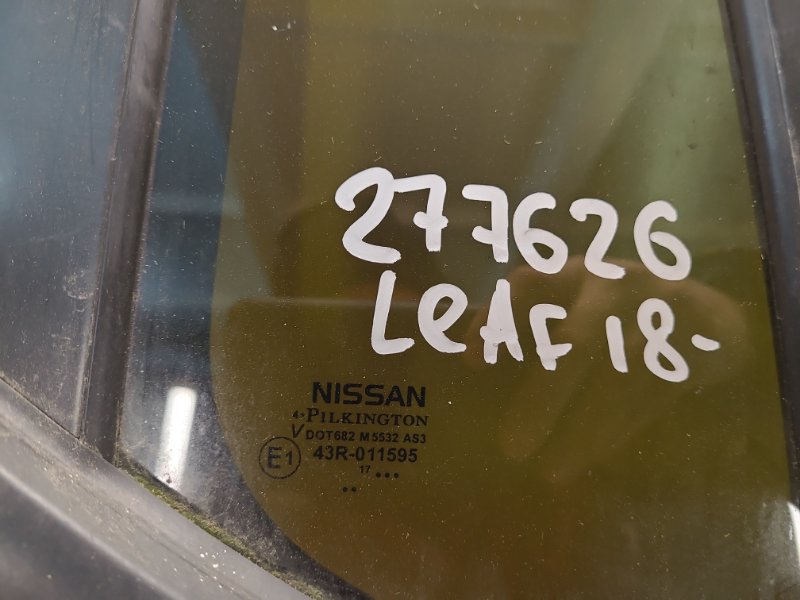 277626
LeAF 18-
NISSAN
PILKINGTON
V DOT682 M5532 AS3
E1 43R-011595
17 •••
••